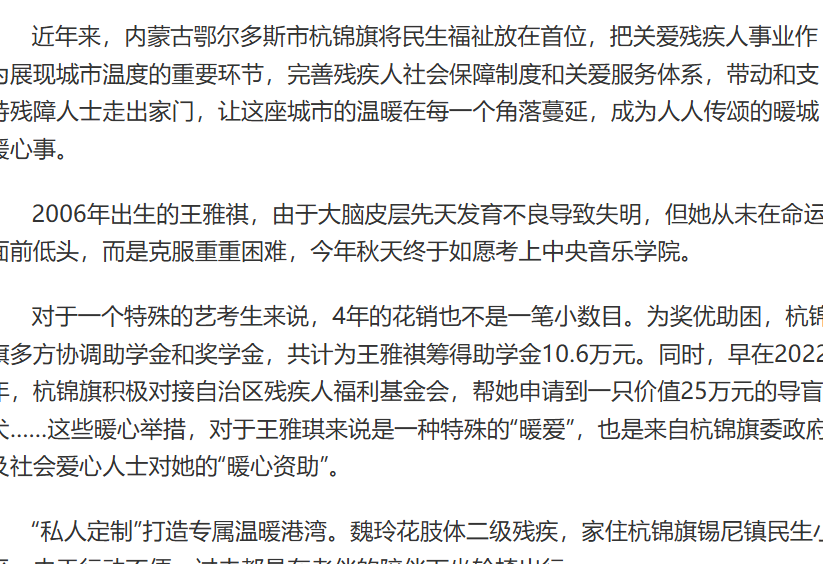 近年来，内蒙古鄂尔多斯市杭锦旗将民生福祉放在首位，把关爱残疾人事业作
为展现城市温度的重要环节，完善残疾人社会保障制度和关爱服务体系，带动和支
持残障人士走出家门，让这座城市的温暖在每一个角落蔓延，成为人人传颂的暖城
暖心事。
2006年出生的王雅祺，由于大脑皮层先天发育不良导致失明，但她从未在命运
面前低头，而是克服重重困难，今年秋天终于如愿考上中央音乐学院。
对于一个特殊的艺考生来说，4年的花销也不是一笔小数目。为奖优助困，杭锦
旗多方协调助学金和奖学金，共计为王雅祺筹得助学金10.6万元。同时，早在2022
年，杭锦旗积极对接自治区残疾人福利基金会，帮她申请到一只价值25万元的导盲
犬……这些暖心举措，对于王雅琪来说是一种特殊的“暖爱”，也是来自杭锦旗委政府
及社会爱心人士对她的“暖心资助”。
“私人定制”打造专属温暖港湾。魏玲花肢体二级残疾，家住杭锦旗锡尼镇民生小